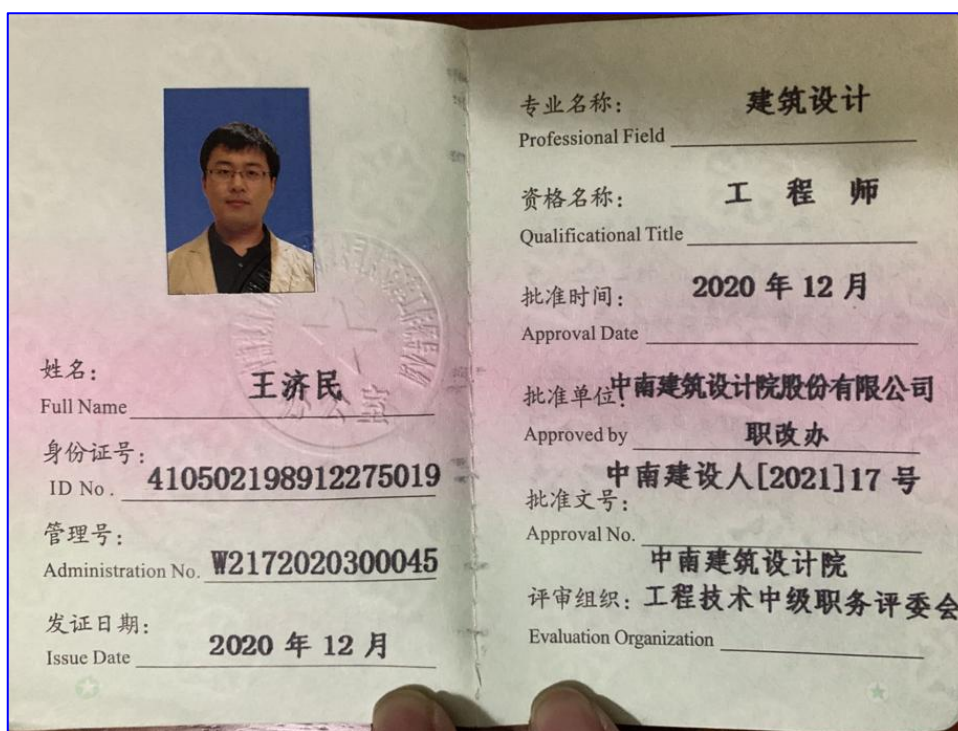 姓名：
王济民
Full Name
身份证号：
410502198912275019
ID No .
管理号：
W2172020300045
Administration No.
发证日期：
2020 年 12 月
Issue Date
专业名称：
建筑设计
Professional Field
资格名称：
工 程 师
Qualificational Title
批准时间：
2020 年 12 月
Approval Date
批准单位：
中南建筑设计院股份有限公司
Approved by
职改办
中南建设人[2021]17 号
批准文号：
Approval No.
中南建筑设计院
评审组织：
工程技术中级职务评委会
Evaluation Organization